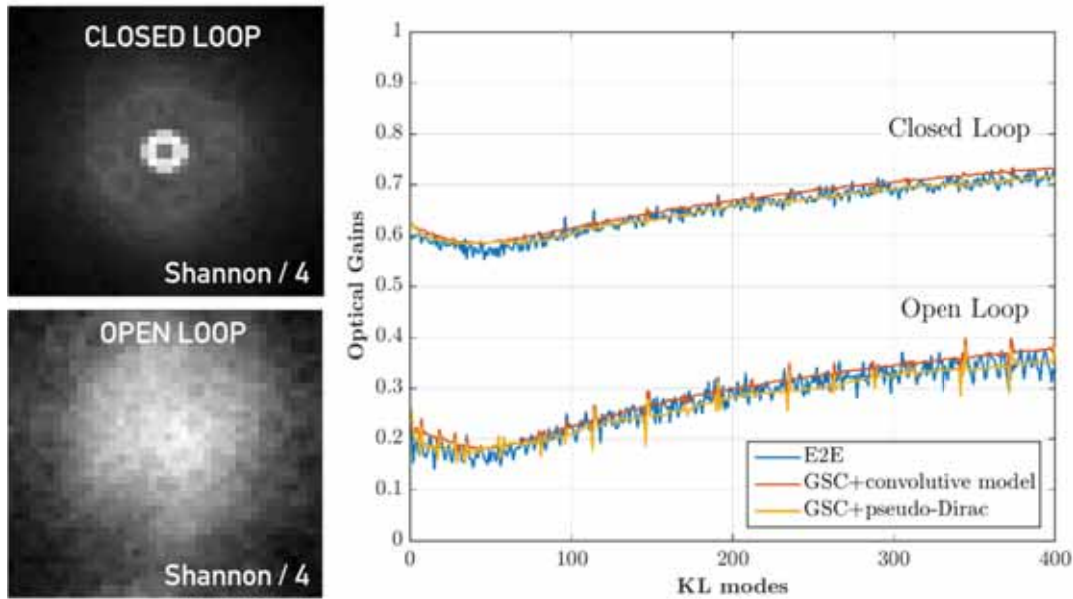 CLOSED LOOP
Shannon / 4
OPEN LOOP
Shannon / 4
Optical Gains
1
0.9
0.8
0.7
0.6
0.5
0.4
0.3
0.2
0.1
0
Closed Loop
Open Loop
E2E
GSC+convolutive model
GSC+pseudo-Dirac
0 100 200 300 400
KL modes